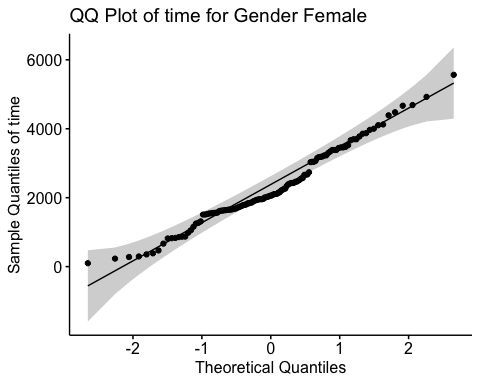 QQ Plot of time for Gender Female
Sample Quantiles of time
6000
4000
2000
0
-2 -1 0 1 2
Theoretical Quantiles